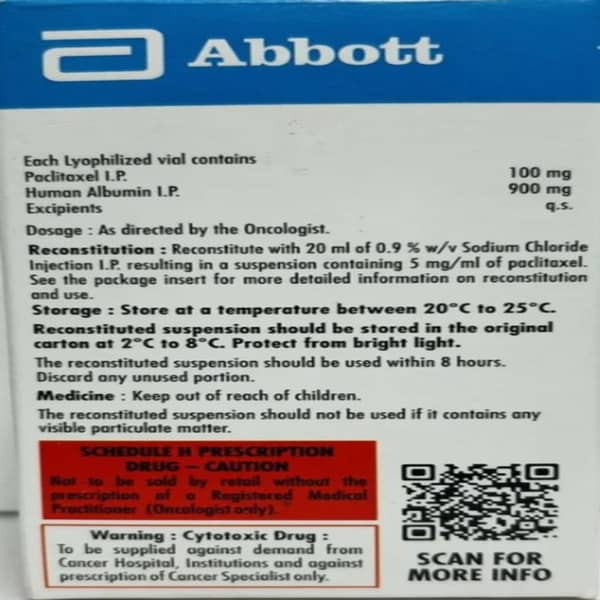 Abbott
Each Lyophilized vial contains
Paclitaxel I.P. 100 mg
Human Albumin I.P. 900 mg
Excipients q.s.
Dosage : As directed by the Oncologist.
Reconstitution : Reconstitute with 20 ml of 0.9 % w/v Sodium Chloride
Injection I.P. resulting in a suspension containing 5 mg/ml of paclitaxel.
See the package insert for more detailed information on reconstitution
and use.
Storage : Store at a temperature between 20°C to 25°C.
Reconstituted suspension should be stored in the original
carton at 2°C to 8°C. Protect from bright light.
The reconstituted suspension should be used within 8 hours.
Discard any unused portion.
Medicine : Keep out of reach of children.
The reconstituted suspension should not be used if it contains any
visible particulate matter.
SCHEDULE H PRESCRIPTION
DRUG – CAUTION
Not to be sold by retail without the
prescription of a Registered Medical
Practitioner (Oncologist only).
Warning : Cytotoxic Drug :
To be supplied against demand from
Cancer Hospital, Institutions and against
prescription of Cancer Specialist only.
SCAN FOR
MORE INFO